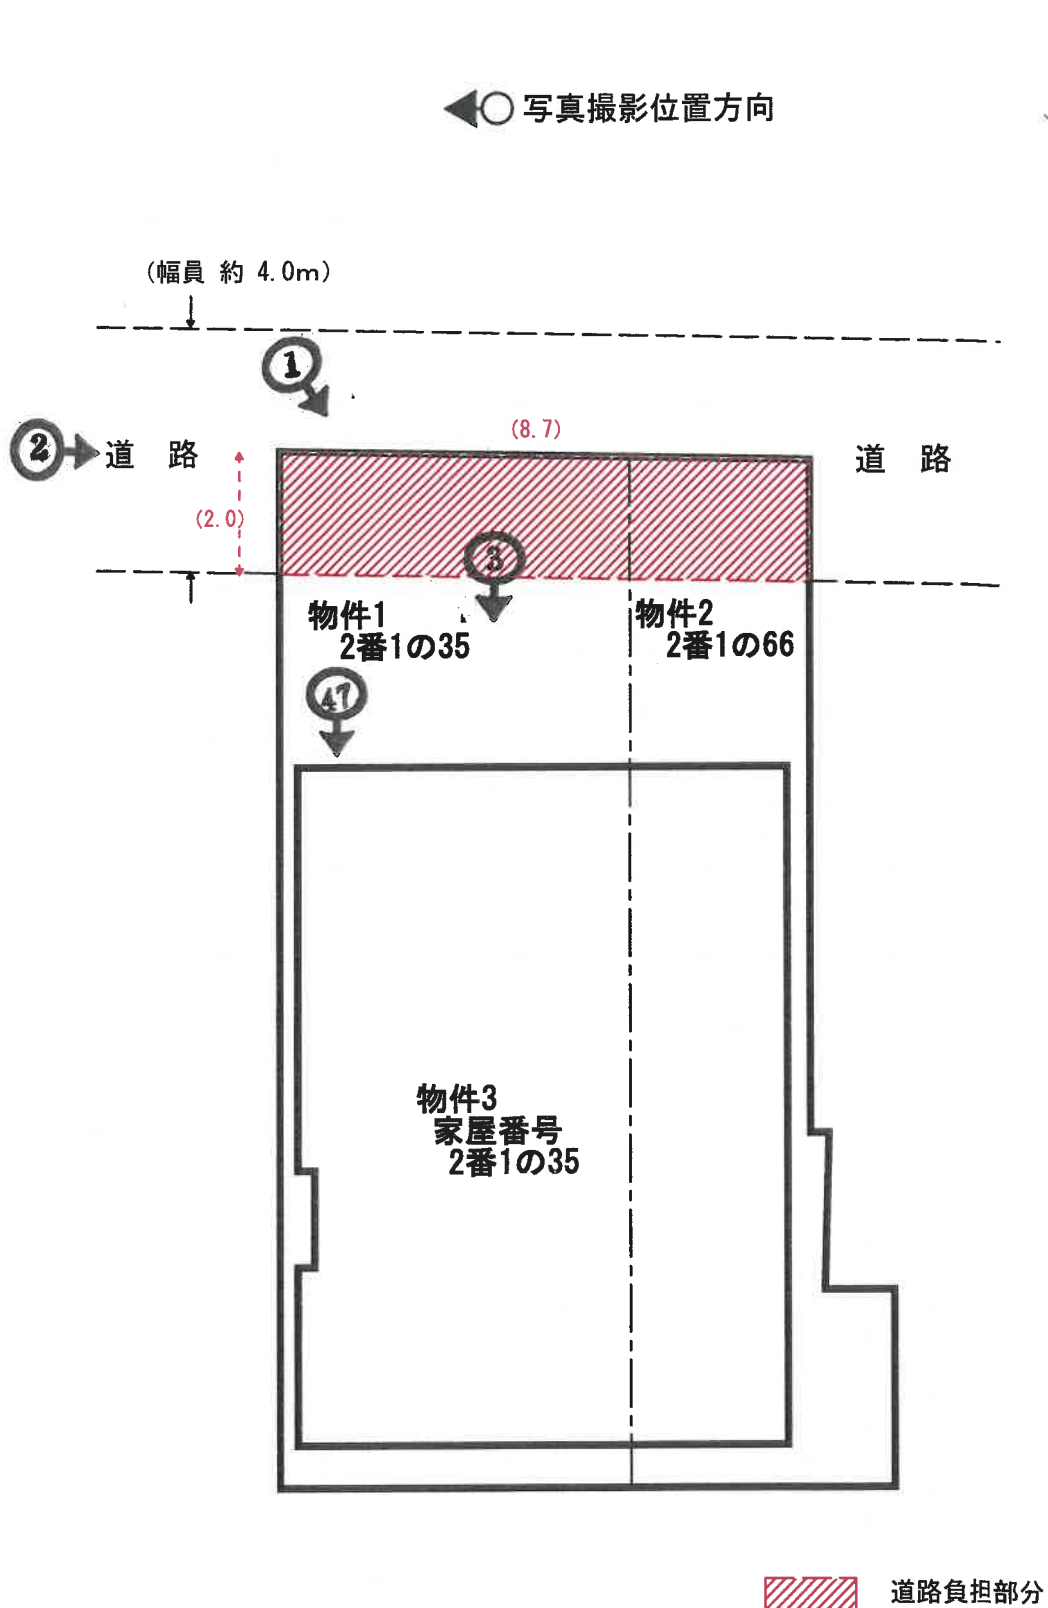 写真撮影位置方向
(幅員 約 4.0m)
1
(8.7)
2
道 路
道 路
(2.0)
3
物件1
2番1の35
物件2
2番1の66
47
物件3
家屋番号
2番1の35
道路負担部分